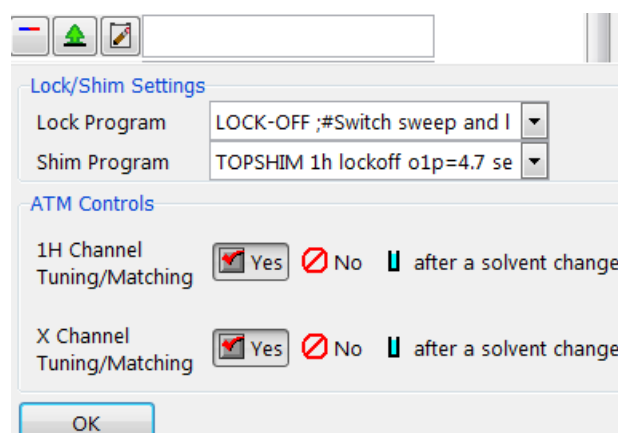 Lock/Shim Settings
Lock Program LOCK-OFF ;#Switch sweep and l
Shim Program TOPSHIM 1h lockoff o1p=4.7 se
ATM Controls
1H Channel
Tuning/Matching Yes No after a solvent change
X Channel
Tuning/Matching Yes No after a solvent change
OK